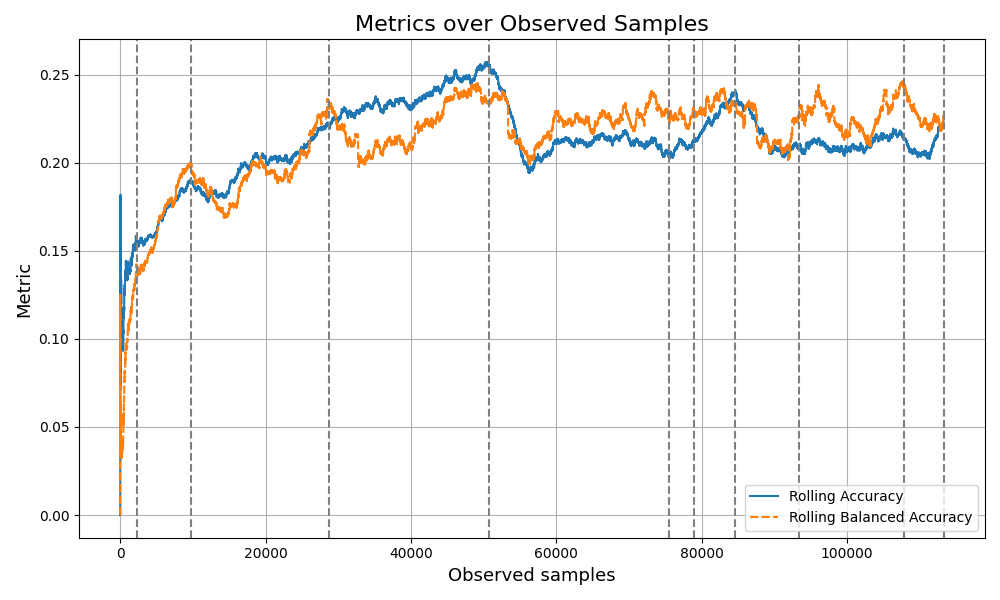 Metrics over Observed Samples
Metric
0.25
0.20
0.15
0.10
0.05
0.00
0
20000
40000
60000
80000
100000
Observed samples
Rolling Accuracy
Rolling Balanced Accuracy